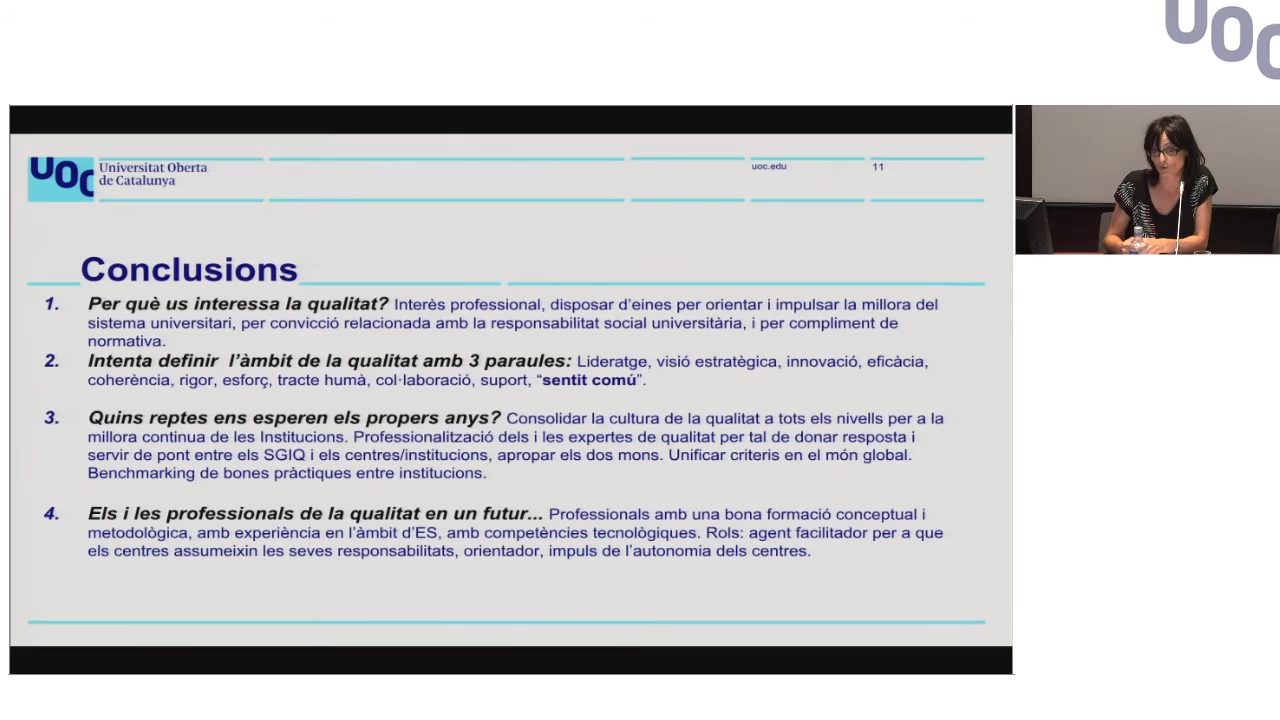 UOC
UOC
Universitat Oberta
de Catalunya
uoc.edu
11
Conclusions
1. Per què us interessa la qualitat? Interès professional, disposar d’eines per orientar i impulsar la millora del
sistema universitari, per convicció relacionada amb la responsabilitat social universitària, i per compliment de
normativa.
2. Intenta definir l’àmbit de la qualitat amb 3 paraules: Lideratge, visió estratègica, innovació, eficàcia,
coherència, rigor, esforç, tracte humà, col·laboració, suport, “sentit comú”.
3. Quins reptes ens esperen els propers anys? Consolidar la cultura de la qualitat a tots els nivells per a la
millora continua de les Institucions. Professionalització dels i les expertes de qualitat per tal de donar resposta i
servir de pont entre els SGIQ i els centres/institucions, apropar els dos mons. Unificar criteris en el món global.
Benchmarking de bones pràctiques entre institucions.
4. Els i les professionals de la qualitat en un futur... Professionals amb una bona formació conceptual i
metodològica, amb experiència en l’àmbit d’ES, amb competències tecnològiques. Rols: agent facilitador per a que
els centres assumeixin les seves responsabilitats, orientador, impuls de l’autonomia dels centres.